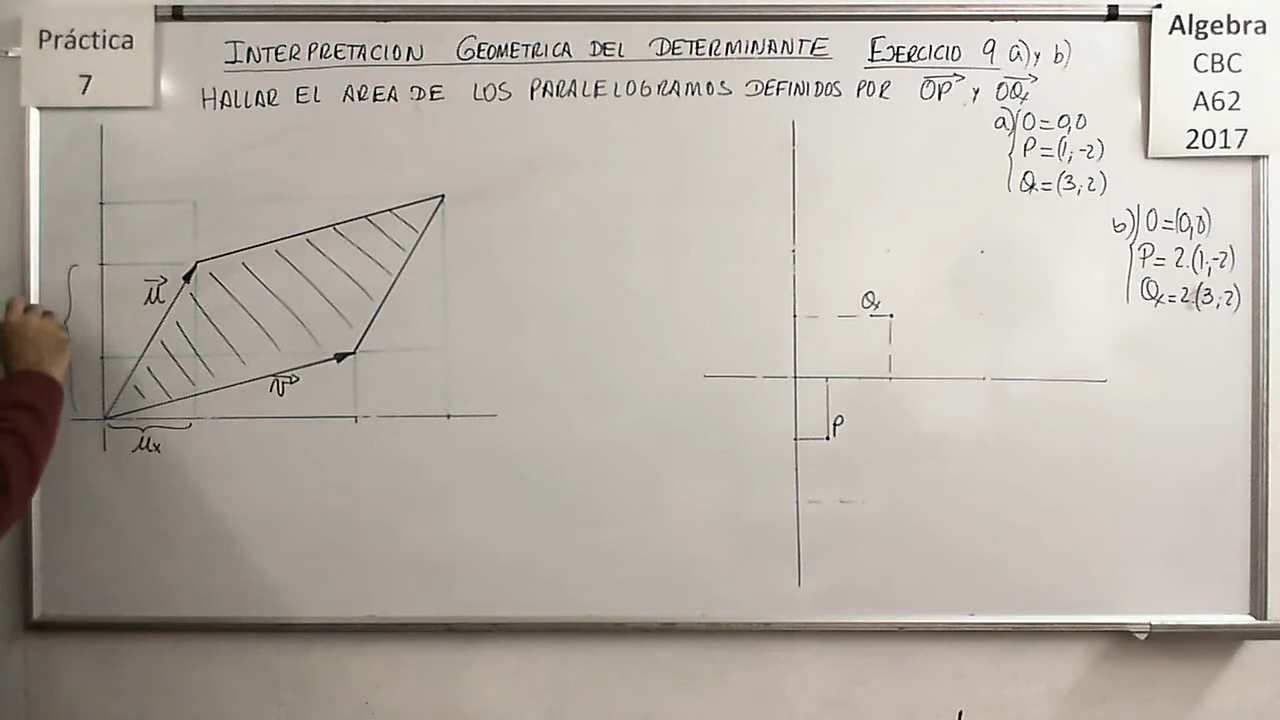 Práctica
7
INTERPRETACION GEOMETRICA DEL DETERMINANTE EJERCICIO 9 a) y b)
HALLAR EL AREA DE LOS PARALELOGRAMOS DEFINIDOS POR OP y OQ
Algebra
CBC
A62
2017
a) O=0,0
P=(1,-2)
Q=(3,2)
b) O=(0,0)
P=2.(1,-2)
Q=2.(3,2)
u
v
ux
Q
P